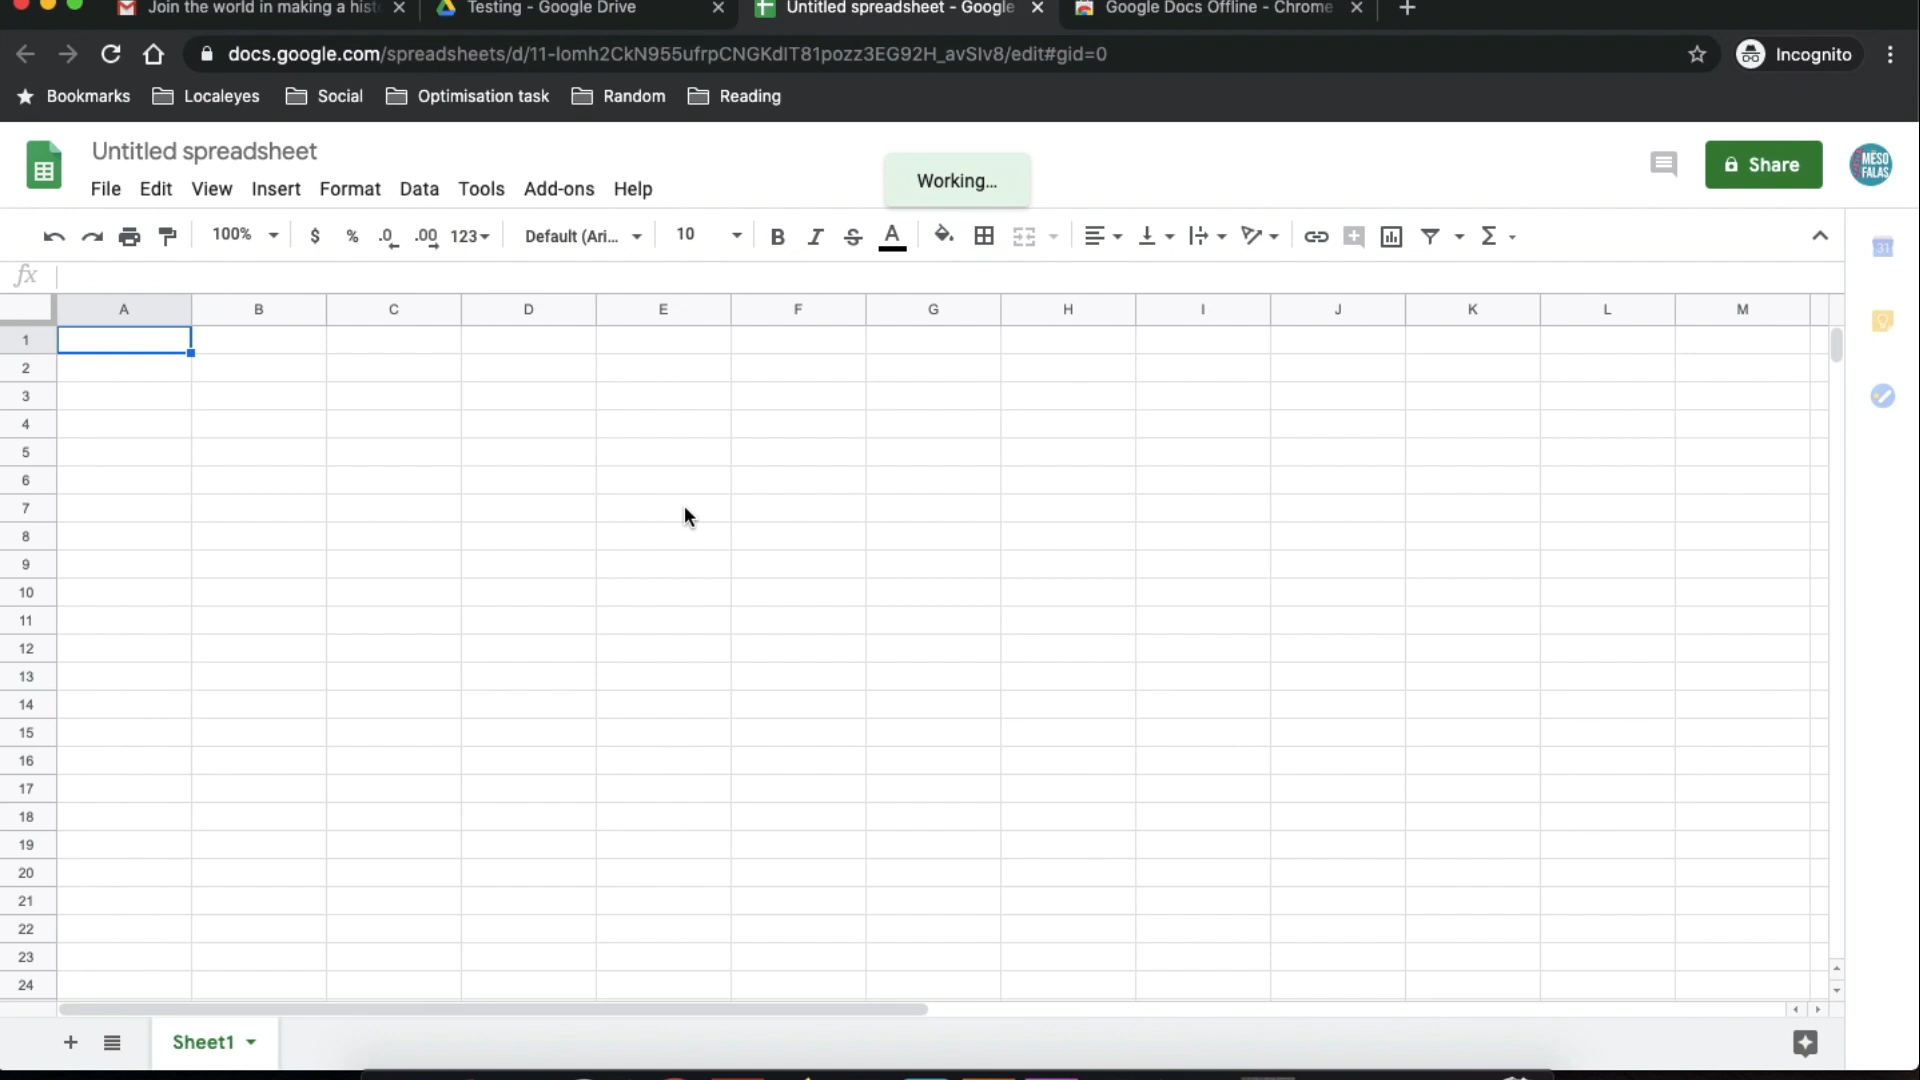 Join the world in making a hist
Testing - Google Drive
Untitled spreadsheet - Google
Google Docs Offline - Chrome
docs.google.com/spreadsheets/d/11-lomh2CkN955ufrpCNGKdIT81pozz3EG92H_avSlv8/edit#gid=0
Incognito
Bookmarks Localeyes Social Optimisation task Random Reading
Untitled spreadsheet
File Edit View Insert Format Data Tools Add-ons Help
Working...
Share
MËSO FALAS
100% $ % .0 .00 123 Default (Ari... 10 B I S A Σ
31
fx
A B C D E F G H I J K L M
1
2
3
4
5
6
7
8
9
10
11
12
13
14
15
16
17
18
19
20
21
22
23
24
Sheet1